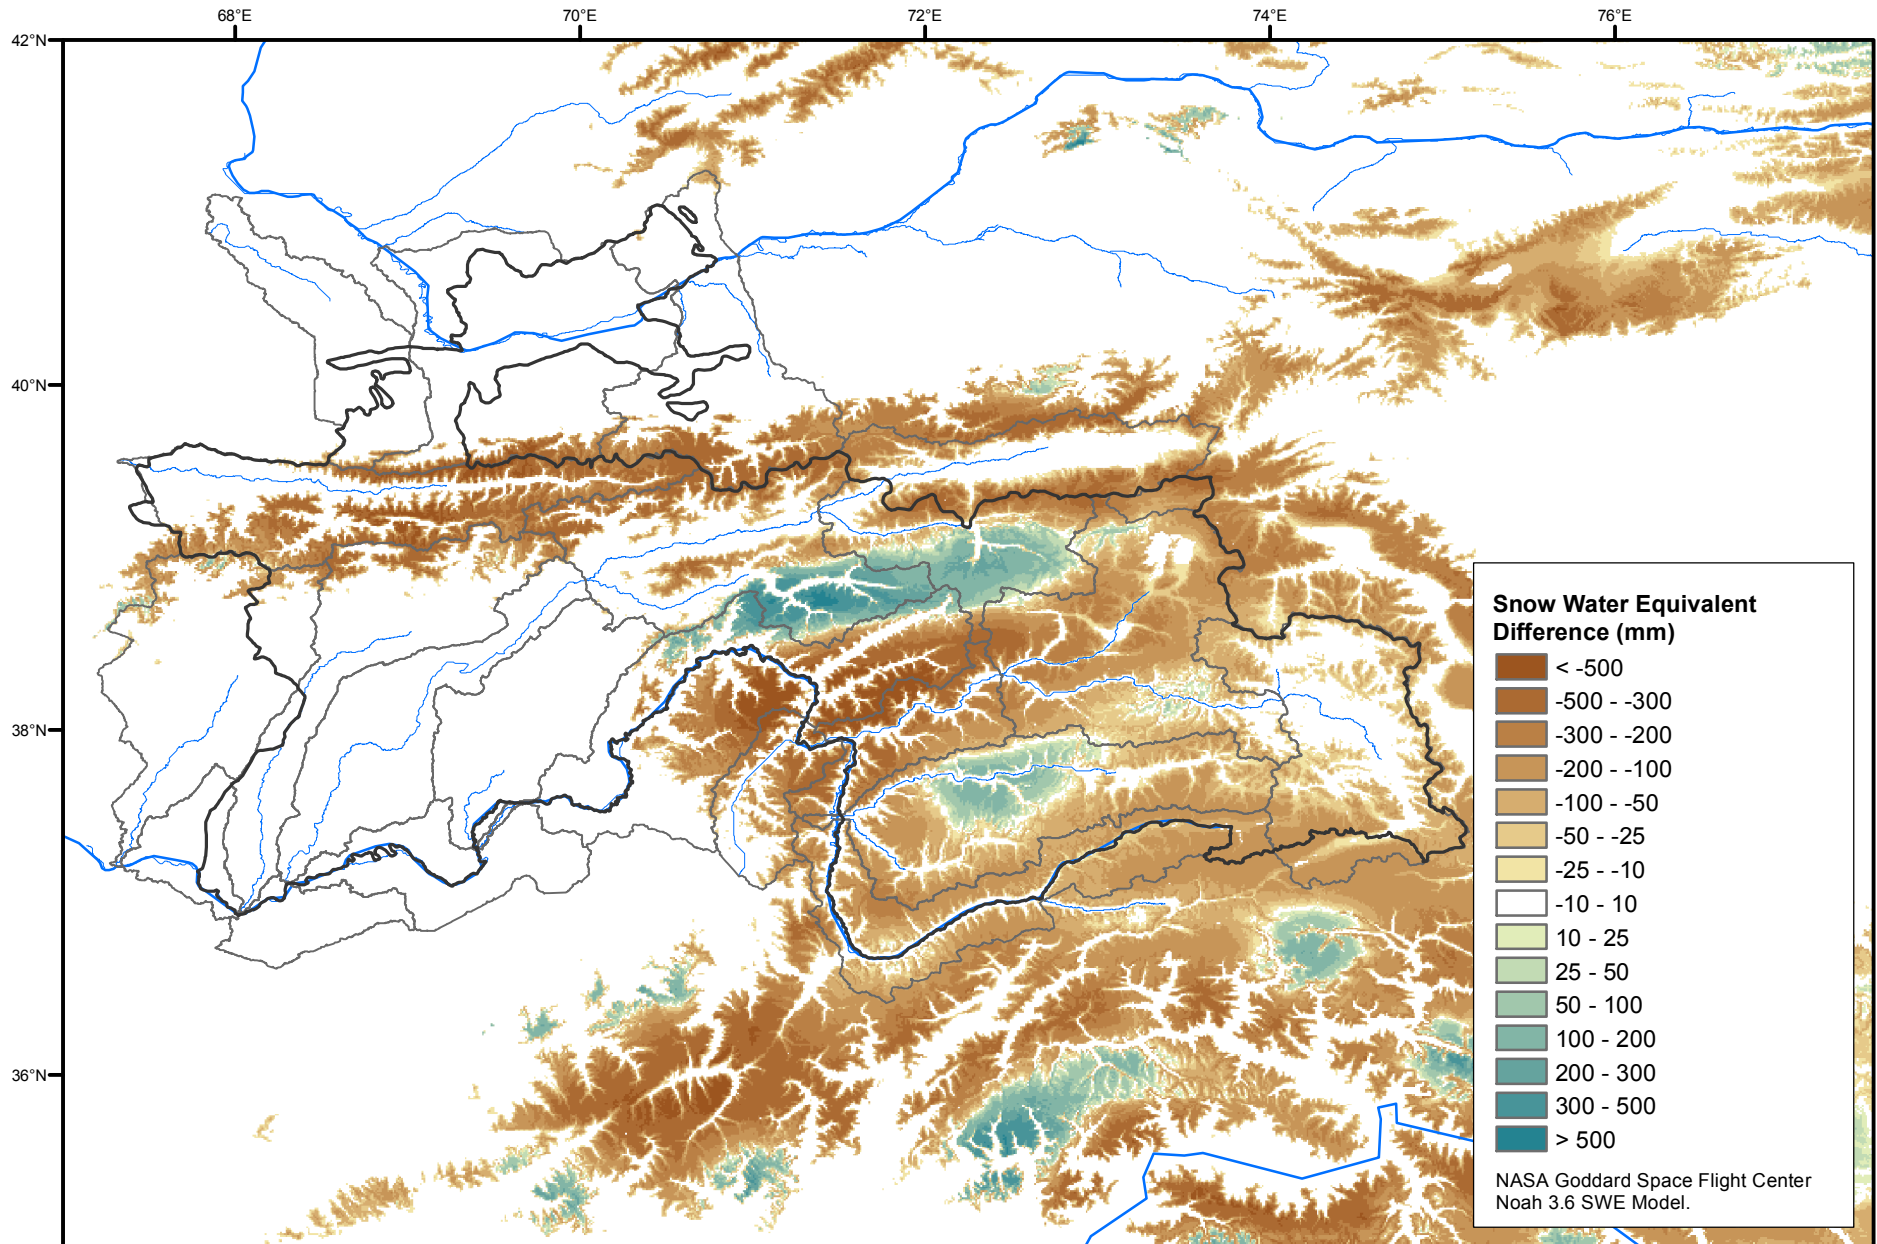 68°E 70°E 72°E 74°E 76°E
42°N
40°N
38°N
36°N
Snow Water Equivalent
Difference (mm)
< -500
-500 - -300
-300 - -200
-200 - -100
-100 - -50
-50 - -25
-25 - -10
-10 - 10
10 - 25
25 - 50
50 - 100
100 - 200
200 - 300
300 - 500
> 500
NASA Goddard Space Flight Center
Noah 3.6 SWE Model.